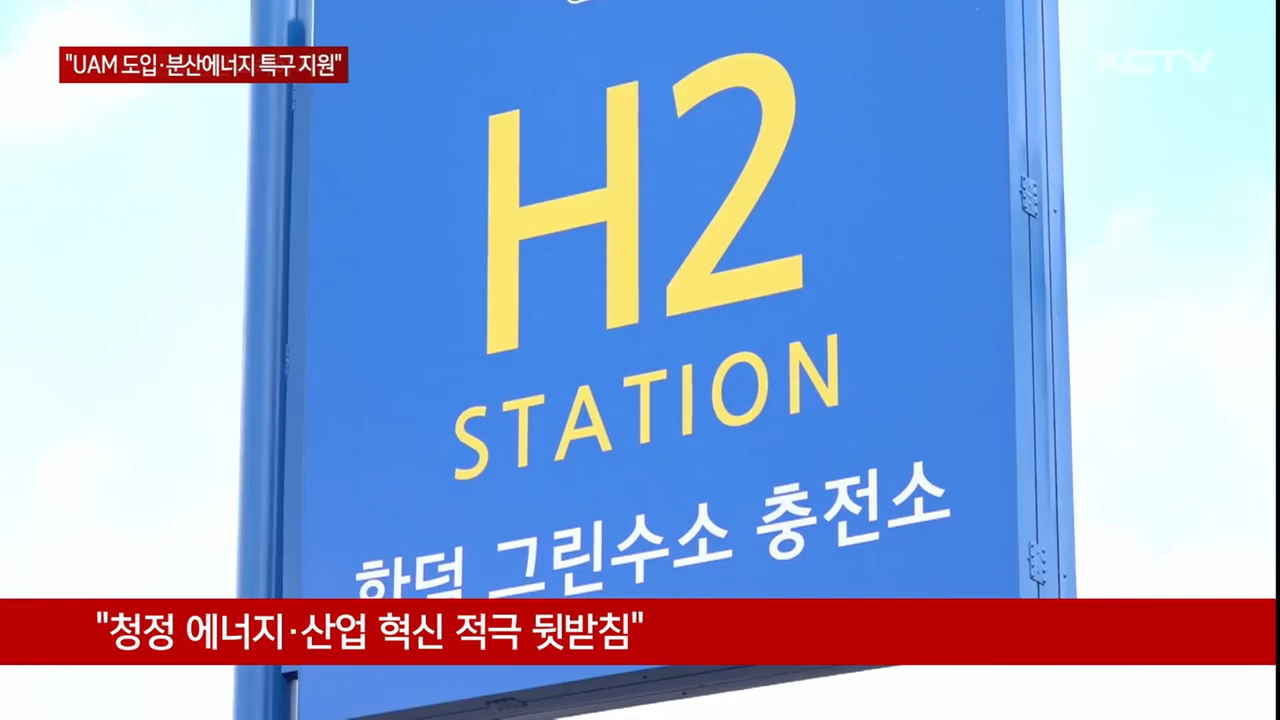 "UAM 도입·분산에너지 특구 지원"
KCTV
H2
STATION
그린수소 충전소
"청정 에너지·산업 혁신 적극 뒷받침"